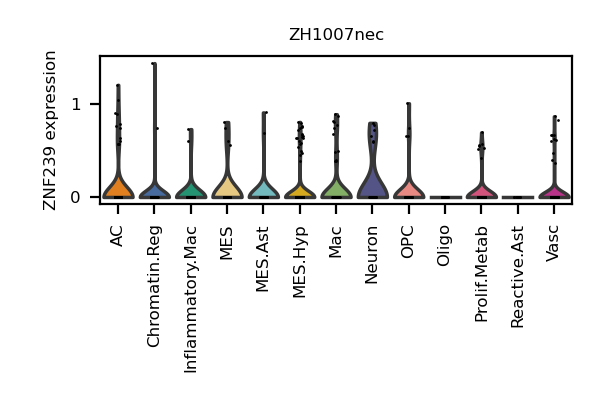 ZH1007nec
ZNF239 expression
1
0
AC
Chromatin.Reg
Inflammatory.Mac
MES
MES.Ast
MES.Hyp
Mac
Neuron
OPC
Oligo
Prolif.Metab
Reactive.Ast
Vasc